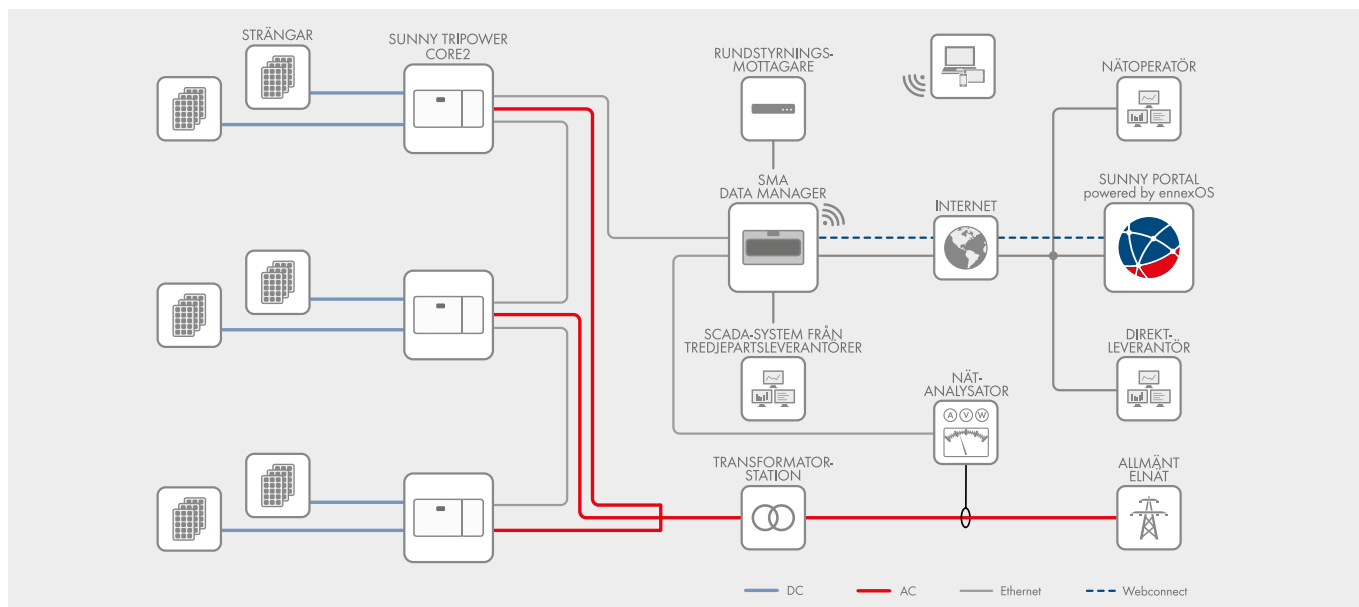 STRÄNGAR
SUNNY TRIPOWER
CORE2
RUNDSTYRNINGS-
MOTTAGARE
NÄTOPERATÖR
SMA
DATA MANAGER
INTERNET
SUNNY PORTAL
powered by ennexOS
SCADA-SYSTEM FRÅN
TREDJEPARTSLEVERANTÖRER
DIREKT-
LEVERANTÖR
NÄT-
ANALYSATOR
A V W
TRANSFORMATOR-
STATION
ALLMÄNT
ELNÄT
DC
AC
Ethernet
Webconnect